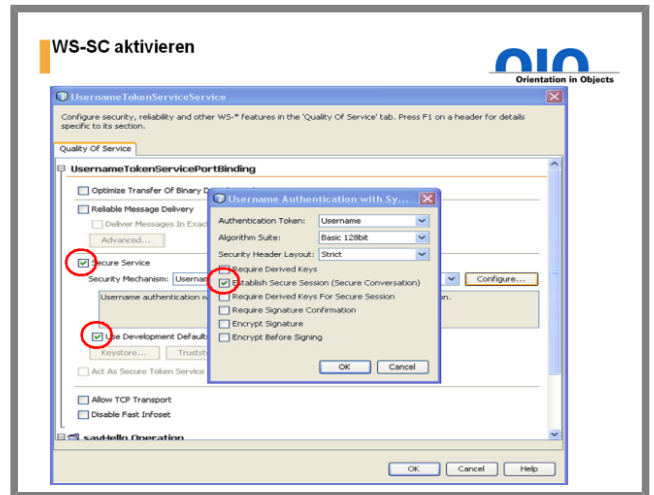 WS-SC aktivieren
OIO
Orientation in Objects
UsernameTokenServiceService
Configure security, reliability and other WS-* features in the 'Quality Of Service' tab. Press F1 on a header for details
specific to its section.
Quality Of Service
UsernameTokenServicePortBinding
Optimize Transfer Of Binary D
Reliable Message Delivery
Deliver Messages In Exac
Advanced...
Secure Service
Security Mechanism: Usernam
Configure...
Username authentication w
on.
Use Development Default
Keystore... Trustst
Act As Secure Token Service
Allow TCP Transport
Disable Fast Infoset
sayHello Operation
OK Cancel Help
Username Authentication with Sy...
Authentication Token: Username
Algorithm Suite: Basic 128bit
Security Header Layout: Strict
Require Derived Keys
Establish Secure Session (Secure Conversation)
Require Derived Keys For Secure Session
Require Signature Confirmation
Encrypt Signature
Encrypt Before Signing
OK Cancel